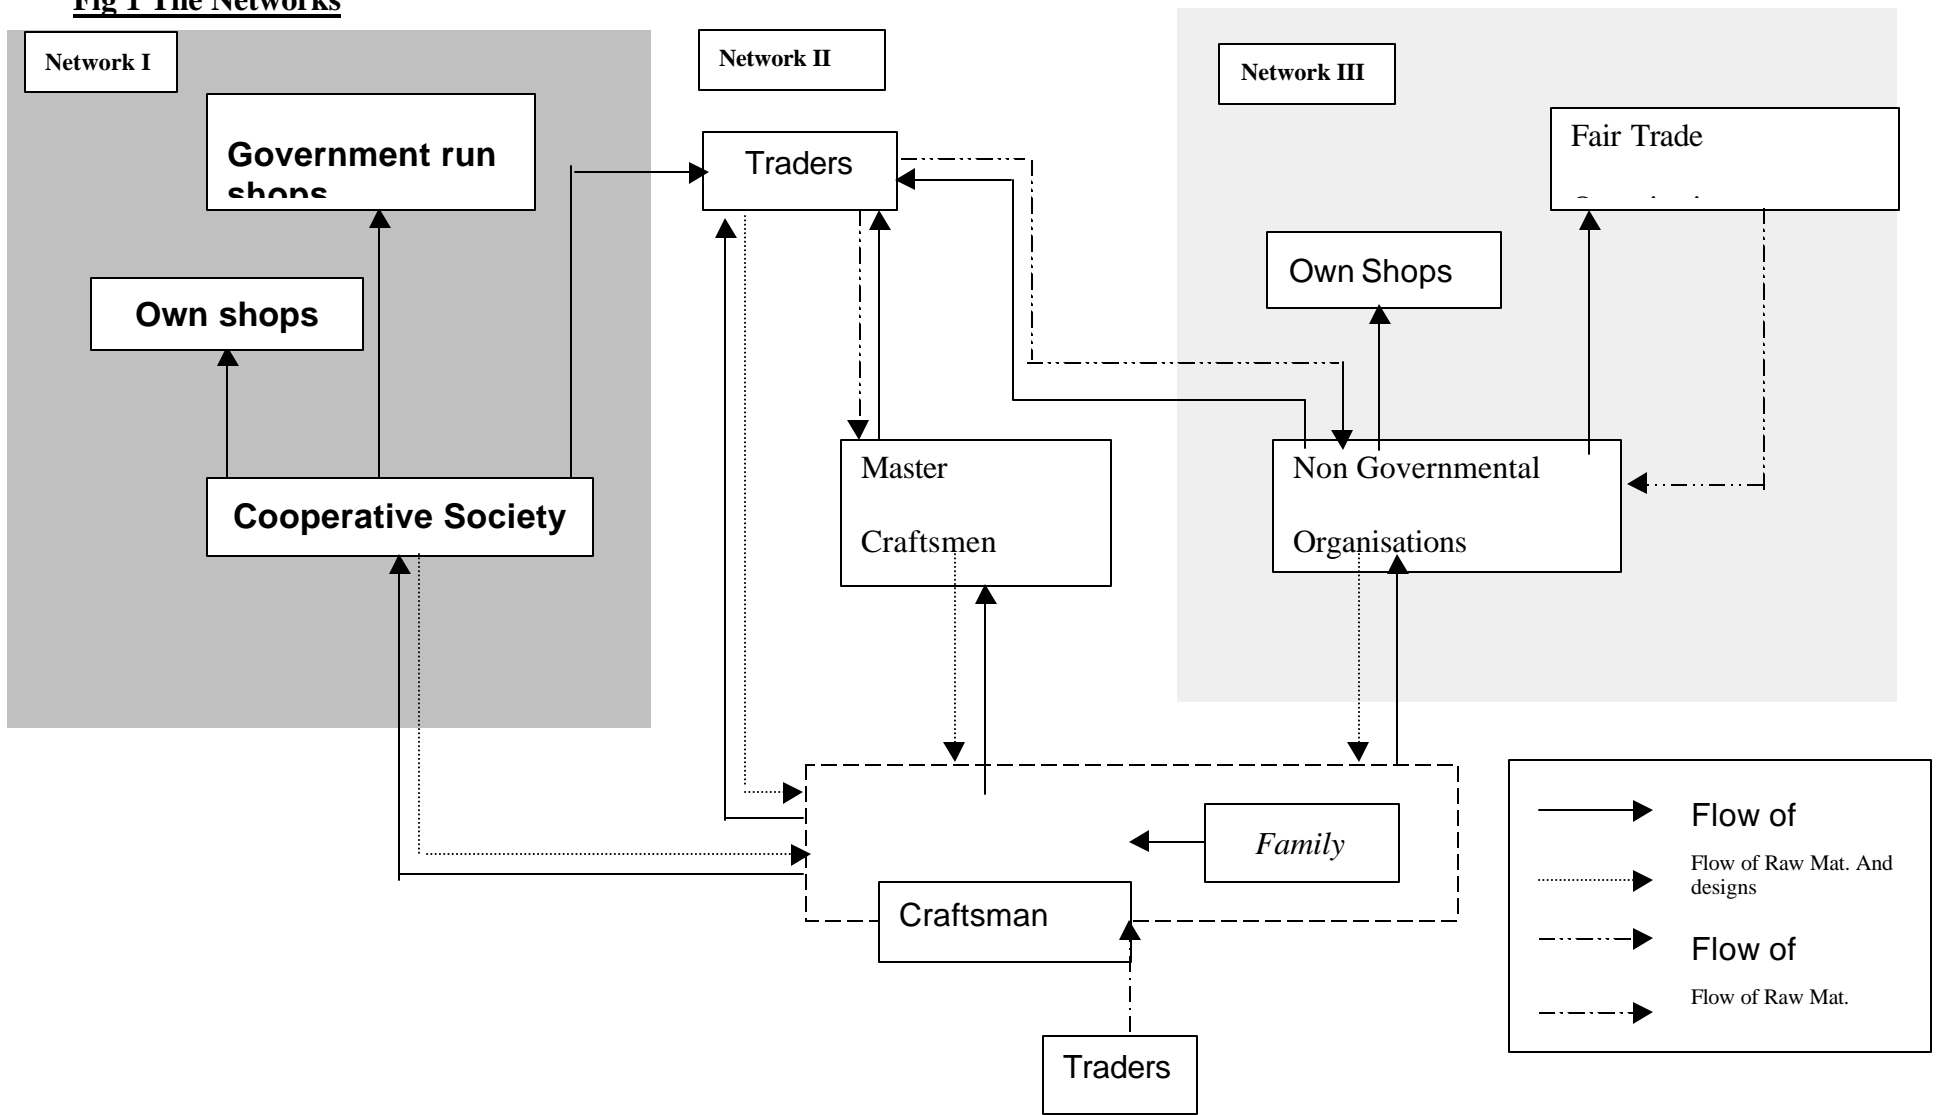 Fig 1 The Networks
Network I
Network II
Network III
Government run
shops
Traders
Fair Trade
Own Shops
Own shops
Cooperative Society
Master
Craftsmen
Non Governmental
Organisations
Family
Craftsman
Traders
Flow of
Flow of Raw Mat. And
designs
Flow of
Flow of Raw Mat.